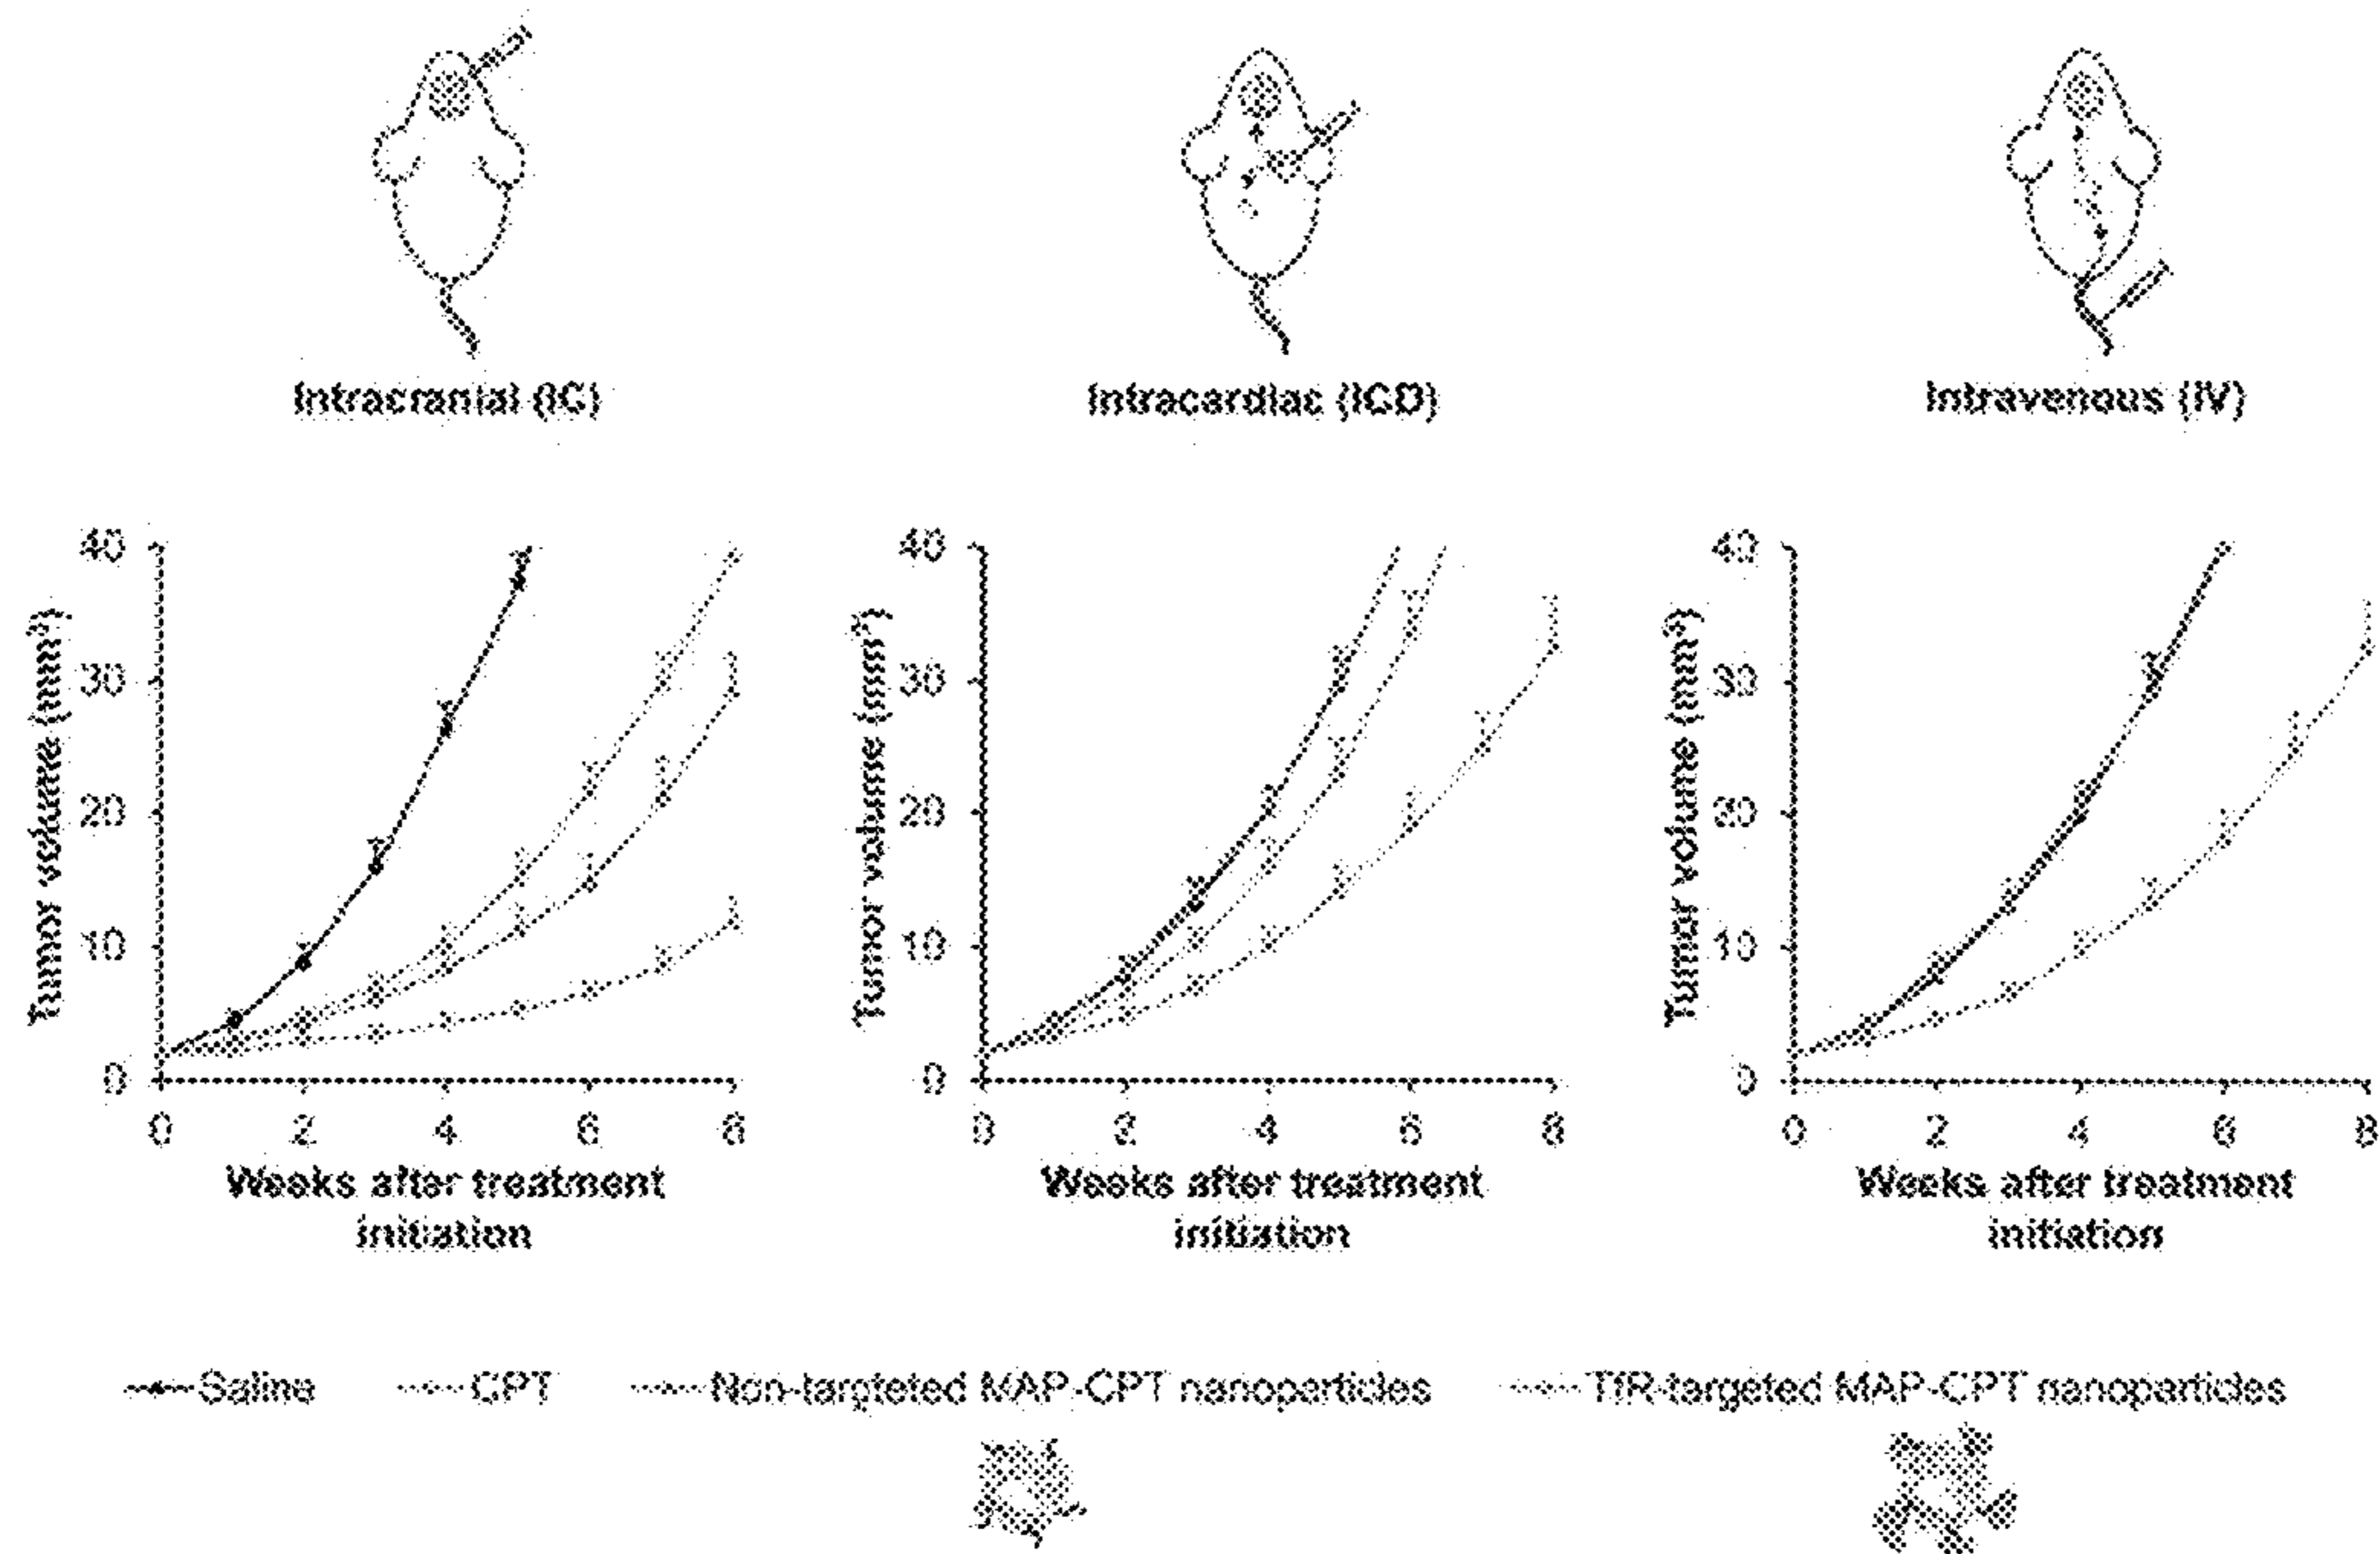 Intracranial (IC)
Intracardiac (ICD)
Intravenous (IV)
Tumor volume (mm³)
40
30
20
10
0
0 2 4 6 8
Weeks after treatment
initiation
Tumor volume (mm³)
40
30
20
10
0
0 2 4 6 8
Weeks after treatment
initiation
Tumor volume (mm³)
40
30
20
10
0
0 2 4 6 8
Weeks after treatment
initiation
Saline
CPT
Non-targteted MAP-CPT nanoparticles
TfR-targeted MAP-CPT nanoparticles